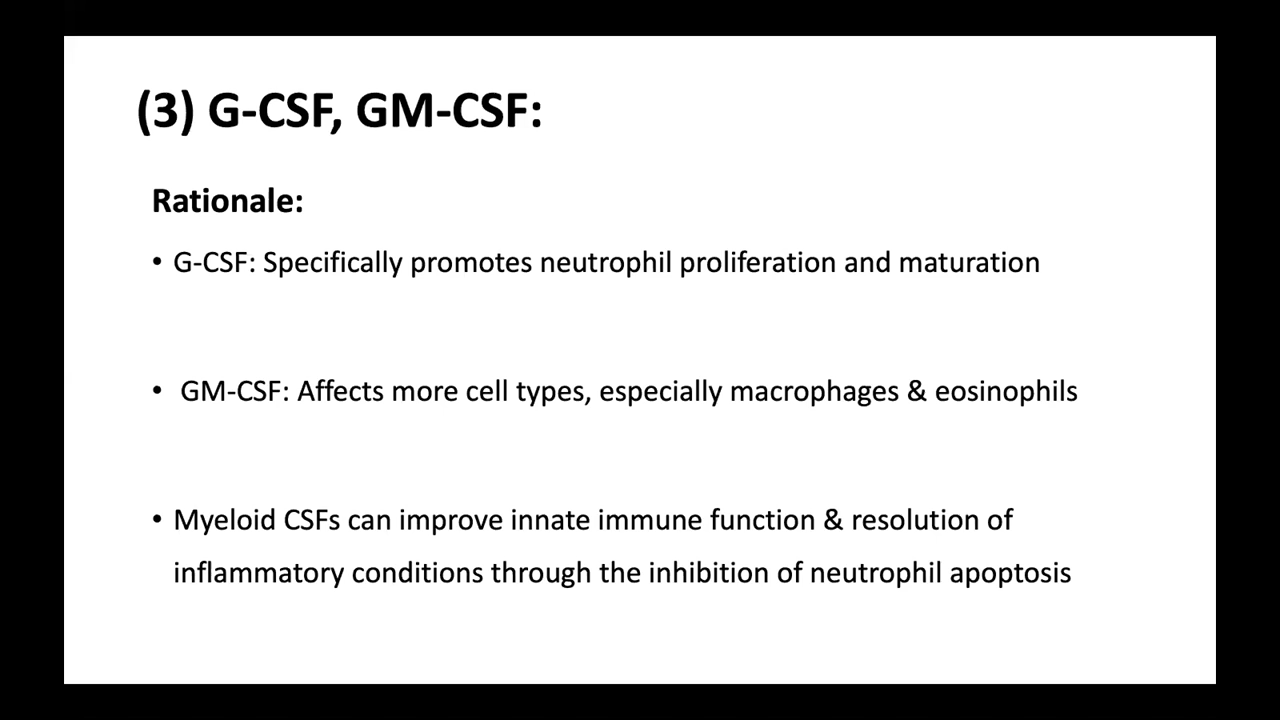 (3) G-CSF, GM-CSF:
Rationale:
• G-CSF: Specifically promotes neutrophil proliferation and maturation
• GM-CSF: Affects more cell types, especially macrophages & eosinophils
• Myeloid CSFs can improve innate immune function & resolution of
inflammatory conditions through the inhibition of neutrophil apoptosis